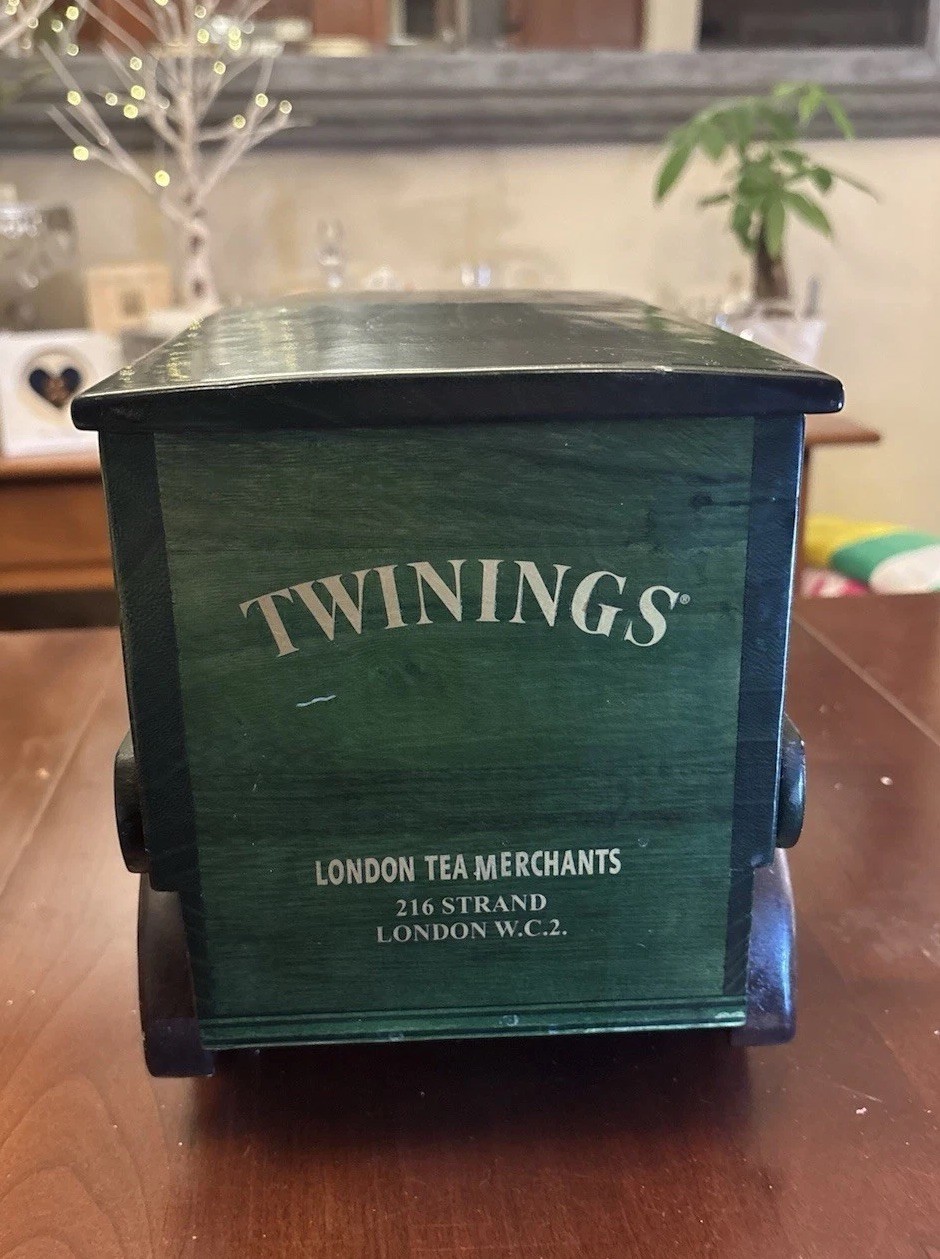 TWININGS®
LONDON TEA MERCHANTS
216 STRAND
LONDON W.C.2.